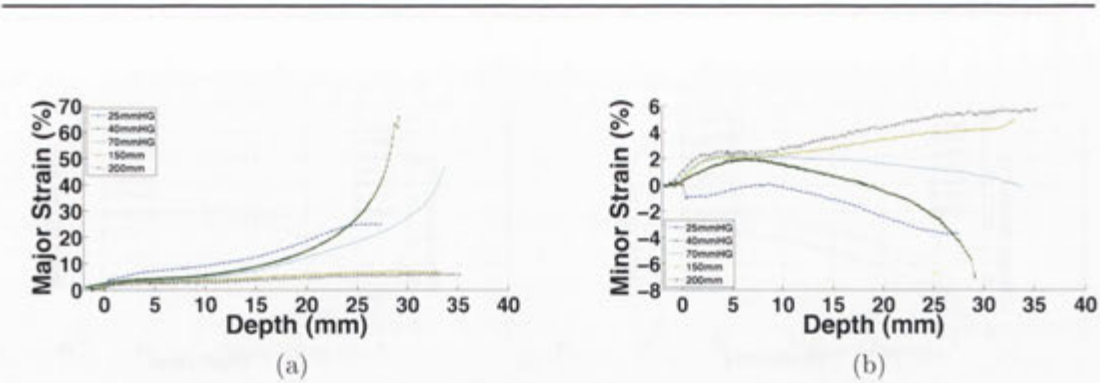 Major Strain (%)
70
60
50
40
30
20
10
0
25mmHG
40mmHG
70mmHG
150mm
200mm
0 5 10 15 20 25 30 35 40
Depth (mm)
(a)
Minor Strain (%)
6
4
2
0
−2
−4
−6
−8
25mmHG
40mmHG
70mmHG
150mm
200mm
0 5 10 15 20 25 30 35 40
Depth (mm)
(b)